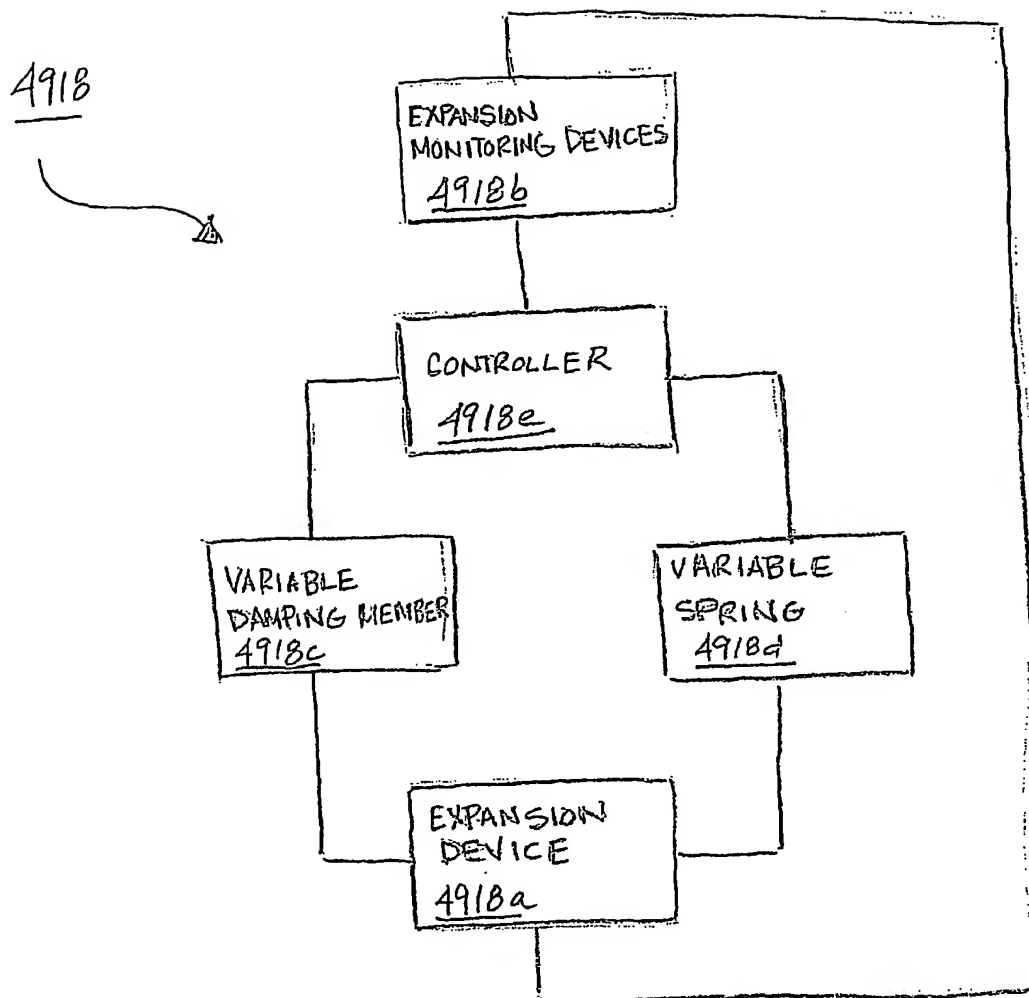 4918
EXPANSION
MONITORING DEVICES
4918b
CONTROLLER
4918e
VARIABLE
DAMPING MEMBER
4918c
VARIABLE
SPRING
4918d
EXPANSION
DEVICE
4918a